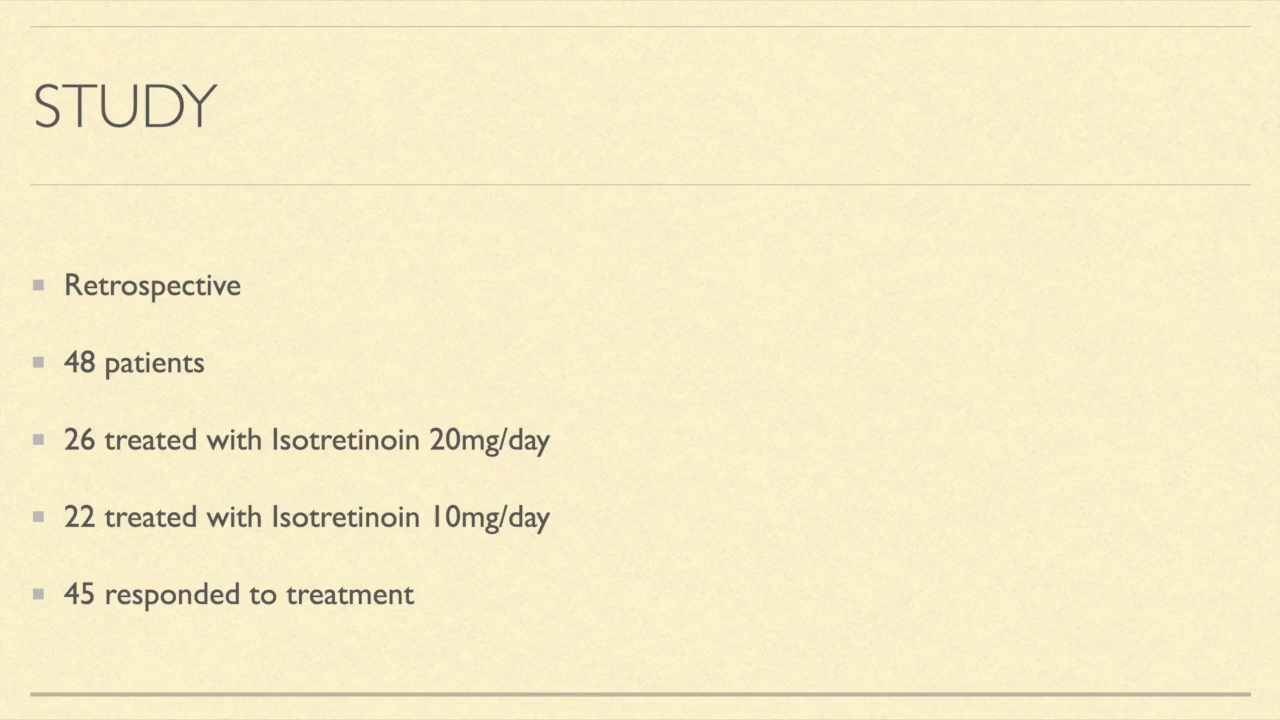 STUDY
Retrospective
48 patients
26 treated with Isotretinoin 20mg/day
22 treated with Isotretinoin 10mg/day
45 responded to treatment